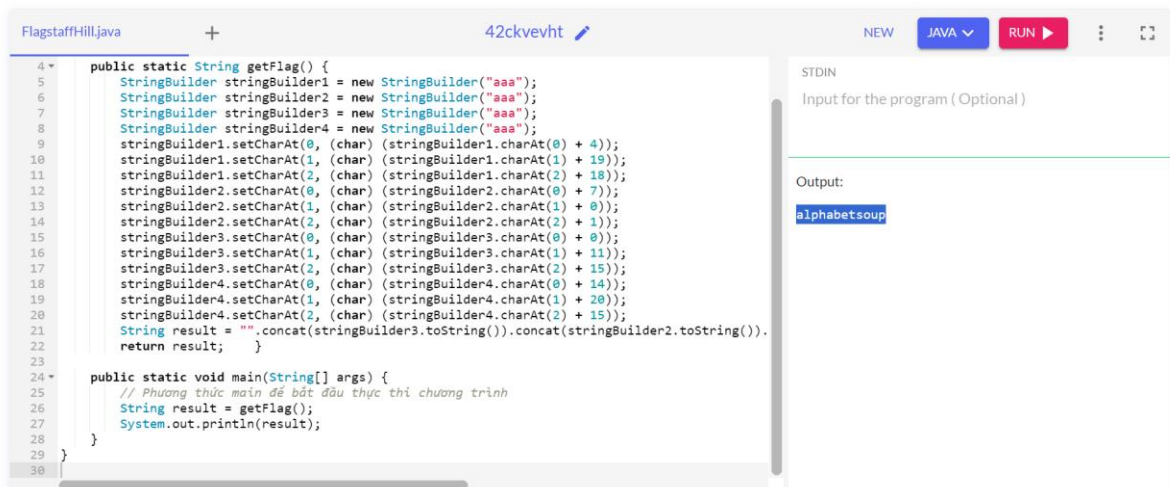 FlagstaffHill.java + 42ckvevht NEW JAVA RUN
4 public static String getFlag() {
5 StringBuilder stringBuilder1 = new StringBuilder("aaa");
6 StringBuilder stringBuilder2 = new StringBuilder("aaa");
7 StringBuilder stringBuilder3 = new StringBuilder("aaa");
8 StringBuilder stringBuilder4 = new StringBuilder("aaa");
9 stringBuilder1.setCharAt(0, (char) (stringBuilder1.charAt(0) + 4));
10 stringBuilder1.setCharAt(1, (char) (stringBuilder1.charAt(1) + 19));
11 stringBuilder1.setCharAt(2, (char) (stringBuilder1.charAt(2) + 18));
12 stringBuilder2.setCharAt(0, (char) (stringBuilder2.charAt(0) + 7));
13 stringBuilder2.setCharAt(1, (char) (stringBuilder2.charAt(1) + 0));
14 stringBuilder2.setCharAt(2, (char) (stringBuilder2.charAt(2) + 1));
15 stringBuilder3.setCharAt(0, (char) (stringBuilder3.charAt(0) + 0));
16 stringBuilder3.setCharAt(1, (char) (stringBuilder3.charAt(1) + 11));
17 stringBuilder3.setCharAt(2, (char) (stringBuilder3.charAt(2) + 15));
18 stringBuilder4.setCharAt(0, (char) (stringBuilder4.charAt(0) + 14));
19 stringBuilder4.setCharAt(1, (char) (stringBuilder4.charAt(1) + 20));
20 stringBuilder4.setCharAt(2, (char) (stringBuilder4.charAt(2) + 15));
21 String result = "".concat(stringBuilder3.toString()).concat(stringBuilder2.toString()).
22 return result; }
23
24 public static void main(String[] args) {
25 // Phương thức main để bắt đầu thực thi chương trình
26 String result = getFlag();
27 System.out.println(result);
28 }
29 }
30
STDIN
Input for the program ( Optional )
Output:
alphabetsoup